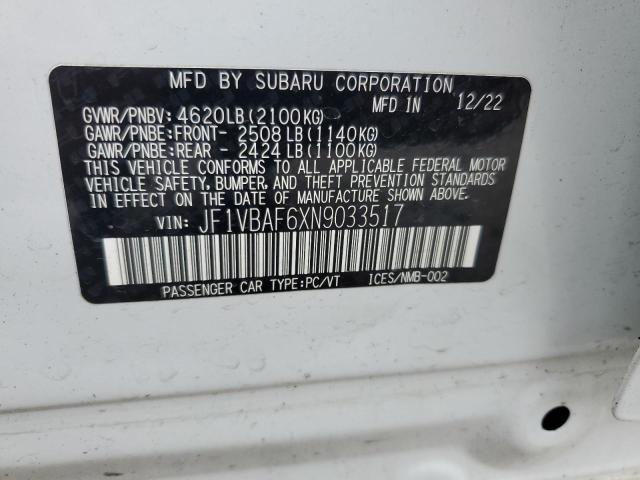 MFD BY SUBARU CORPORATION
MFD IN 12/22
GVWR/PNBV: 4620LB (2100KG)
GAWR/PNBE:FRONT- 2508 LB (1140KG)
GAWR/PNBE:REAR - 2424 LB (1100KG)
THIS VEHICLE CONFORMS TO ALL APPLICABLE FEDERAL MOTOR
VEHICLE SAFETY, BUMPER, AND THEFT PREVENTION STANDARDS
IN EFFECT ON THE DATE OF MANUFACTURE SHOWN ABOVE.
VIN: JF1VBAF6XN9033517
PASSENGER CAR TYPE:PC/VT ICES/NMB-002